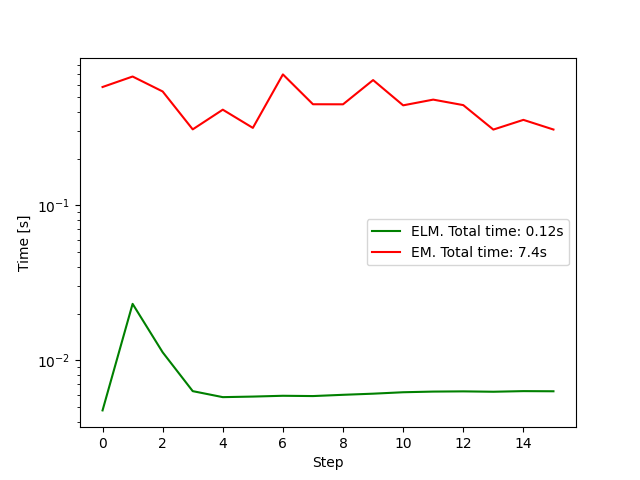 Time [s]
10⁻¹
10⁻²
ELM. Total time: 0.12s
EM. Total time: 7.4s
0 2 4 6 8 10 12 14
Step